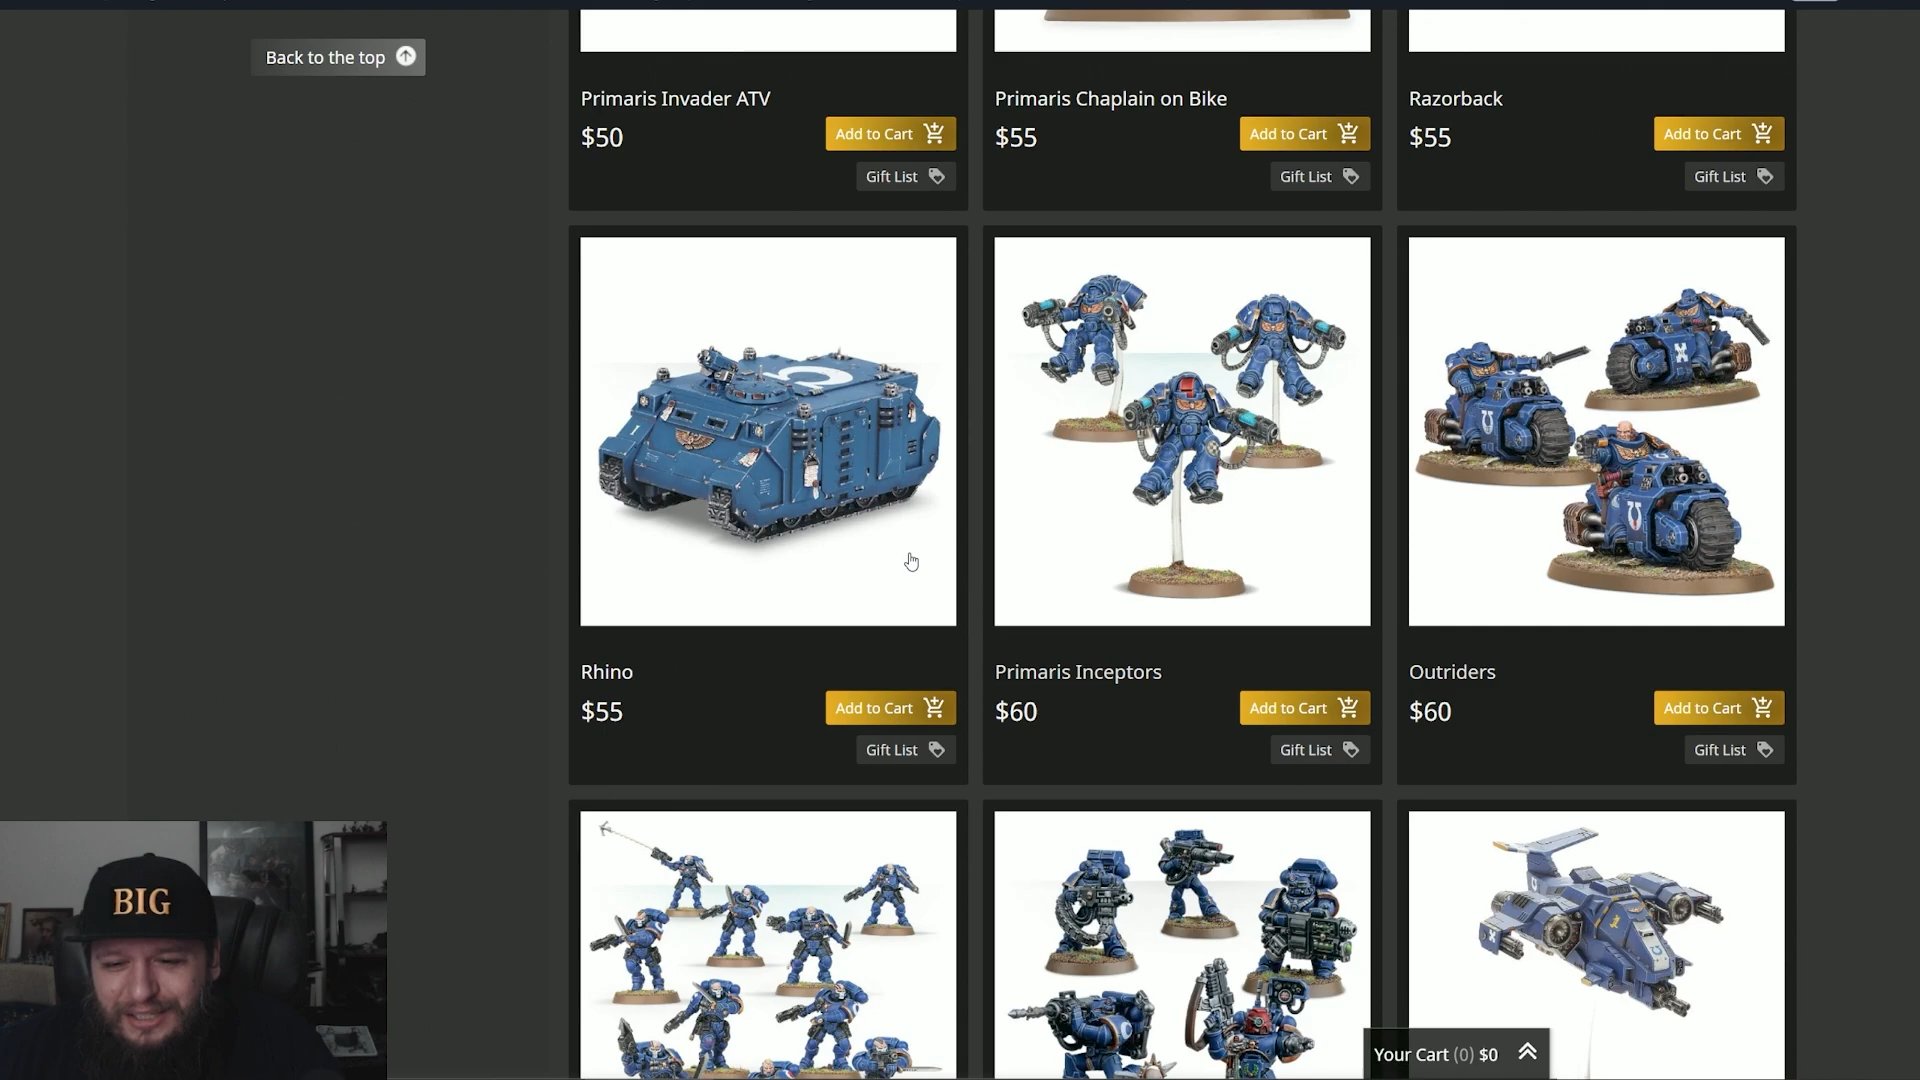 Back to the top
Primaris Invader ATV
$50
Add to Cart
Gift List
Primaris Chaplain on Bike
$55
Add to Cart
Gift List
Razorback
$55
Add to Cart
Gift List
Rhino
$55
Add to Cart
Gift List
Primaris Inceptors
$60
Add to Cart
Gift List
Outriders
$60
Add to Cart
Gift List
BIG
Your Cart (0) $0